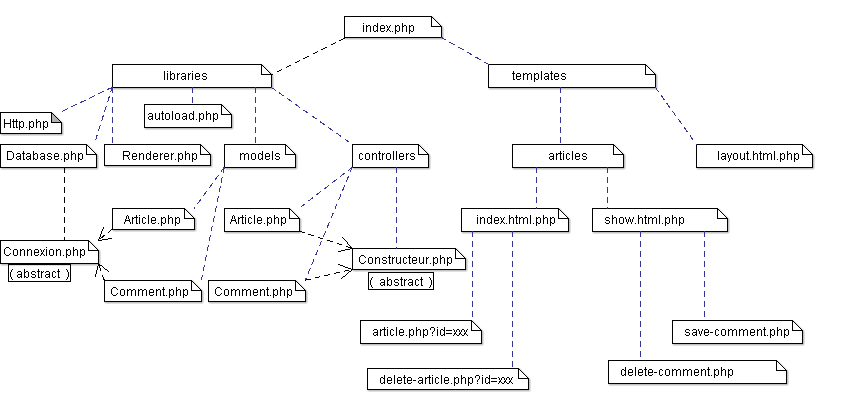 index.php
libraries
templates
Http.php
autoload.php
Database.php
Renderer.php
models
controllers
articles
layout.html.php
Article.php
Article.php
index.html.php
show.html.php
Connexion.php
( abstract )
Constructeur.php
( abstract )
Comment.php
Comment.php
article.php?id=xxx
save-comment.php
delete-article.php?id=xxx
delete-comment.php